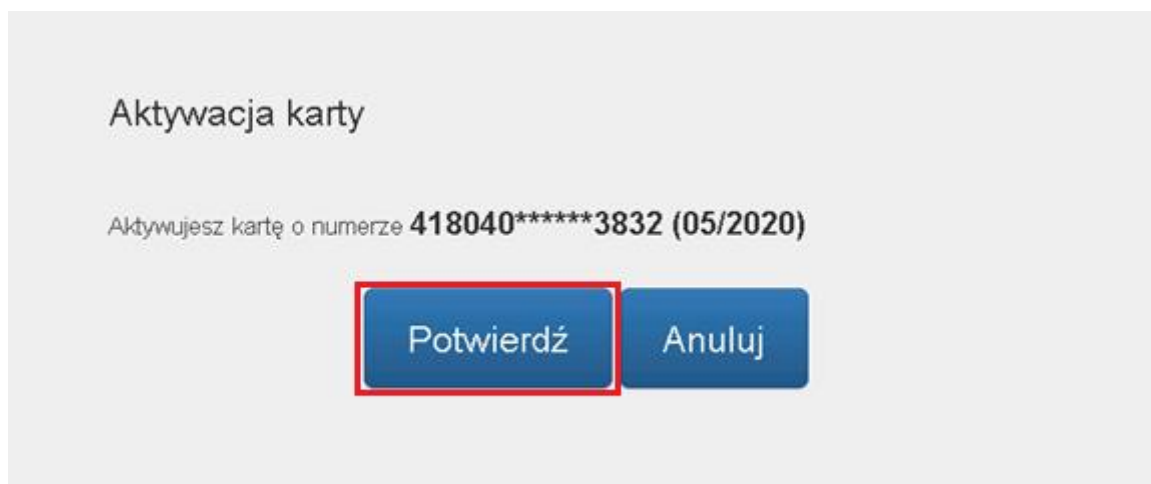 Aktywacja karty
Aktywujesz kartę o numerze 418040******3832 (05/2020)
Potwierdź Anuluj